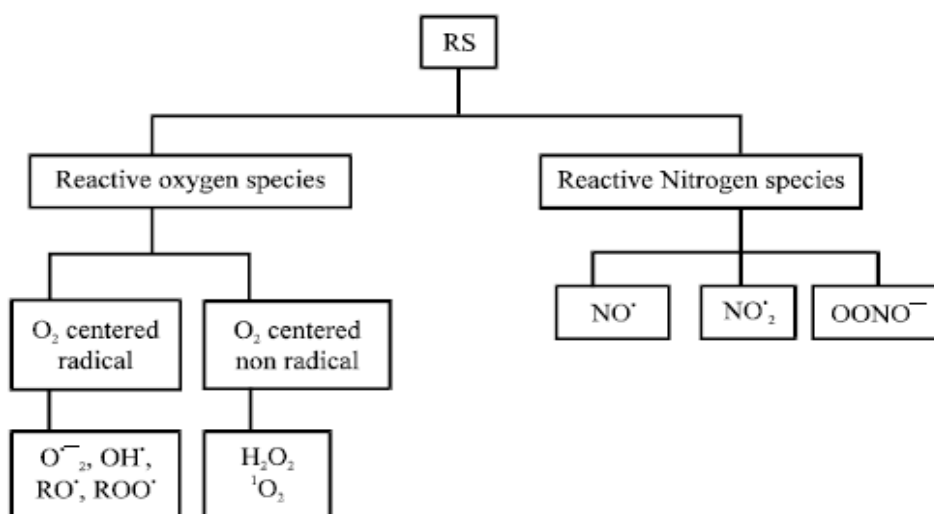 RS
Reactive oxygen species
Reactive Nitrogen species
O₂ centered
radical
O₂ centered
non radical
NO˙
NO˙₂
OONO⁻
O˙⁻₂, OH˙,
RO˙, ROO˙
H₂O₂
¹O₂